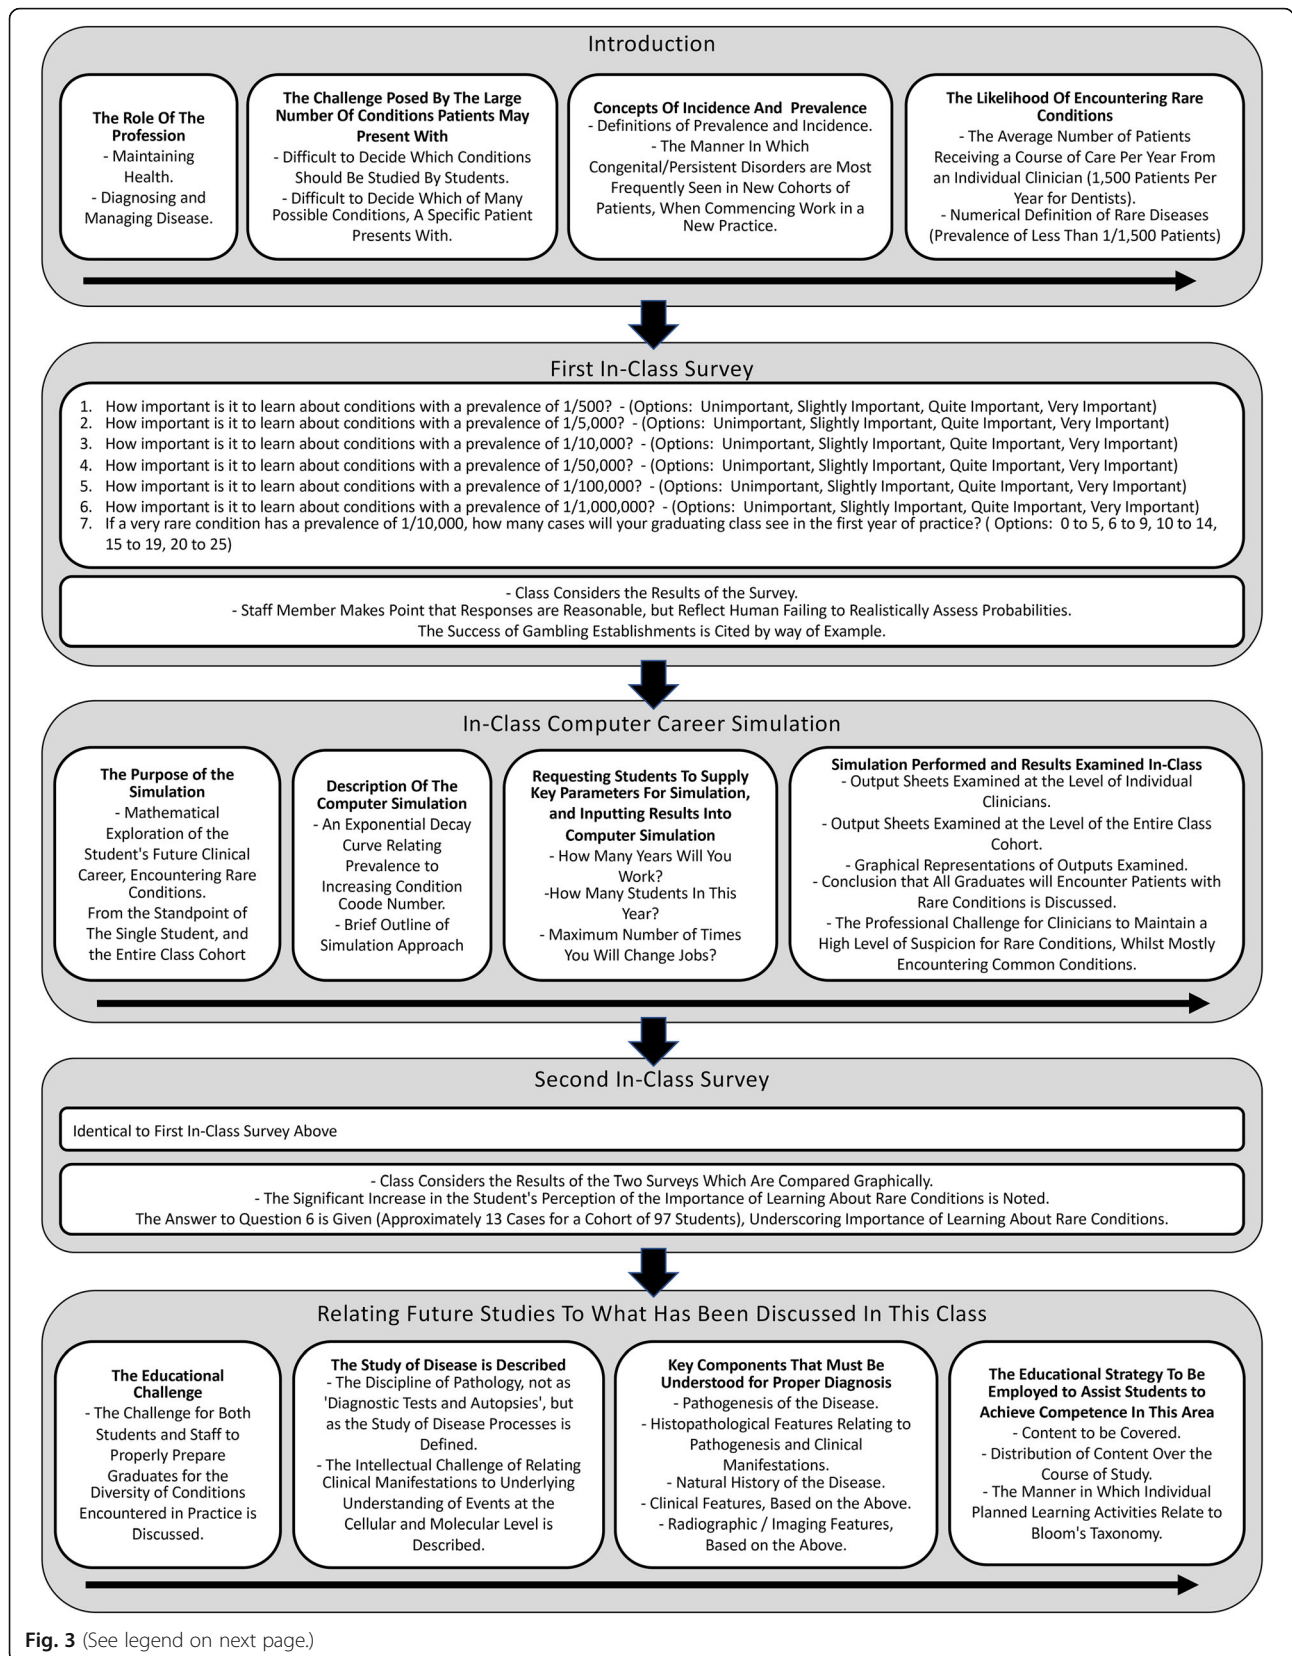 Introduction
The Role Of The
Profession
- Maintaining
Health.
- Diagnosing and
Managing Disease.
The Challenge Posed By The Large
Number Of Conditions Patients May
Present With
- Difficult to Decide Which Conditions
Should Be Studied By Students.
- Difficult to Decide Which of Many
Possible Conditions, A Specific Patient
Presents With.
Concepts Of Incidence And Prevalence
- Definitions of Prevalence and Incidence.
- The Manner In Which
Congenital/Persistent Disorders are Most
Frequently Seen in New Cohorts of
Patients, When Commencing Work in a
New Practice.
The Likelihood Of Encountering Rare
Conditions
- The Average Number of Patients
Receiving a Course of Care Per Year From
an Individual Clinician (1,500 Patients Per
Year for Dentists).
- Numerical Definition of Rare Diseases
(Prevalence of Less Than 1/1,500 Patients)
First In-Class Survey
1. How important is it to learn about conditions with a prevalence of 1/500? - (Options: Unimportant, Slightly Important, Quite Important, Very Important)
2. How important is it to learn about conditions with a prevalence of 1/5,000? - (Options: Unimportant, Slightly Important, Quite Important, Very Important)
3. How important is it to learn about conditions with a prevalence of 1/10,000? - (Options: Unimportant, Slightly Important, Quite Important, Very Important)
4. How important is it to learn about conditions with a prevalence of 1/50,000? - (Options: Unimportant, Slightly Important, Quite Important, Very Important)
5. How important is it to learn about conditions with a prevalence of 1/100,000? - (Options: Unimportant, Slightly Important, Quite Important, Very Important)
6. How important is it to learn about conditions with a prevalence of 1/1,000,000? - (Options: Unimportant, Slightly Important, Quite Important, Very Important)
7. If a very rare condition has a prevalence of 1/10,000, how many cases will your graduating class see in the first year of practice? ( Options: 0 to 5, 6 to 9, 10 to 14,
15 to 19, 20 to 25)
- Class Considers the Results of the Survey.
- Staff Member Makes Point that Responses are Reasonable, but Reflect Human Failing to Realistically Assess Probabilities.
The Success of Gambling Establishments is Cited by way of Example.
In-Class Computer Career Simulation
The Purpose of the
Simulation
- Mathematical
Exploration of the
Student's Future Clinical
Career, Encountering Rare
Conditions.
From the Standpoint of
The Single Student, and
the Entire Class Cohort
Description Of The
Computer Simulation
- An Exponential Decay
Curve Relating
Prevalence to
Increasing Condition
Coode Number.
- Brief Outline of
Simulation Approach
Requesting Students To Supply
Key Parameters For Simulation,
and Inputting Results Into
Computer Simulation
- How Many Years Will You
Work?
-How Many Students In This
Year?
- Maximum Number of Times
You Will Change Jobs?
Simulation Performed and Results Examined In-Class
- Output Sheets Examined at the Level of Individual
Clinicians.
- Output Sheets Examined at the Level of the Entire Class
Cohort.
- Graphical Representations of Outputs Examined.
- Conclusion that All Graduates will Encounter Patients with
Rare Conditions is Discussed.
- The Professional Challenge for Clinicians to Maintain a
High Level of Suspicion for Rare Conditions, Whilst Mostly
Encountering Common Conditions.
Second In-Class Survey
Identical to First In-Class Survey Above
- Class Considers the Results of the Two Surveys Which Are Compared Graphically.
- The Significant Increase in the Student's Perception of the Importance of Learning About Rare Conditions is Noted.
The Answer to Question 6 is Given (Approximately 13 Cases for a Cohort of 97 Students), Underscoring Importance of Learning About Rare Conditions.
Relating Future Studies To What Has Been Discussed In This Class
The Educational
Challenge
- The Challenge for Both
Students and Staff to
Properly Prepare
Graduates for the
Diversity of Conditions
Encountered in Practice is
Discussed.
The Study of Disease is Described
- The Discipline of Pathology, not as
'Diagnostic Tests and Autopsies', but
as the Study of Disease Processes is
Defined.
- The Intellectual Challenge of Relating
Clinical Manifestations to Underlying
Understanding of Events at the
Cellular and Molecular Level is
Described.
Key Components That Must Be
Understood for Proper Diagnosis
- Pathogenesis of the Disease.
- Histopathological Features Relating to
Pathogenesis and Clinical
Manifestations.
- Natural History of the Disease.
- Clinical Features, Based on the Above.
- Radiographic / Imaging Features,
Based on the Above.
The Educational Strategy To Be
Employed to Assist Students to
Achieve Competence In This Area
- Content to be Covered.
- Distribution of Content Over the
Course of Study.
- The Manner in Which Individual
Planned Learning Activities Relate to
Bloom's Taxonomy.
Fig. 3 (See legend on next page.)